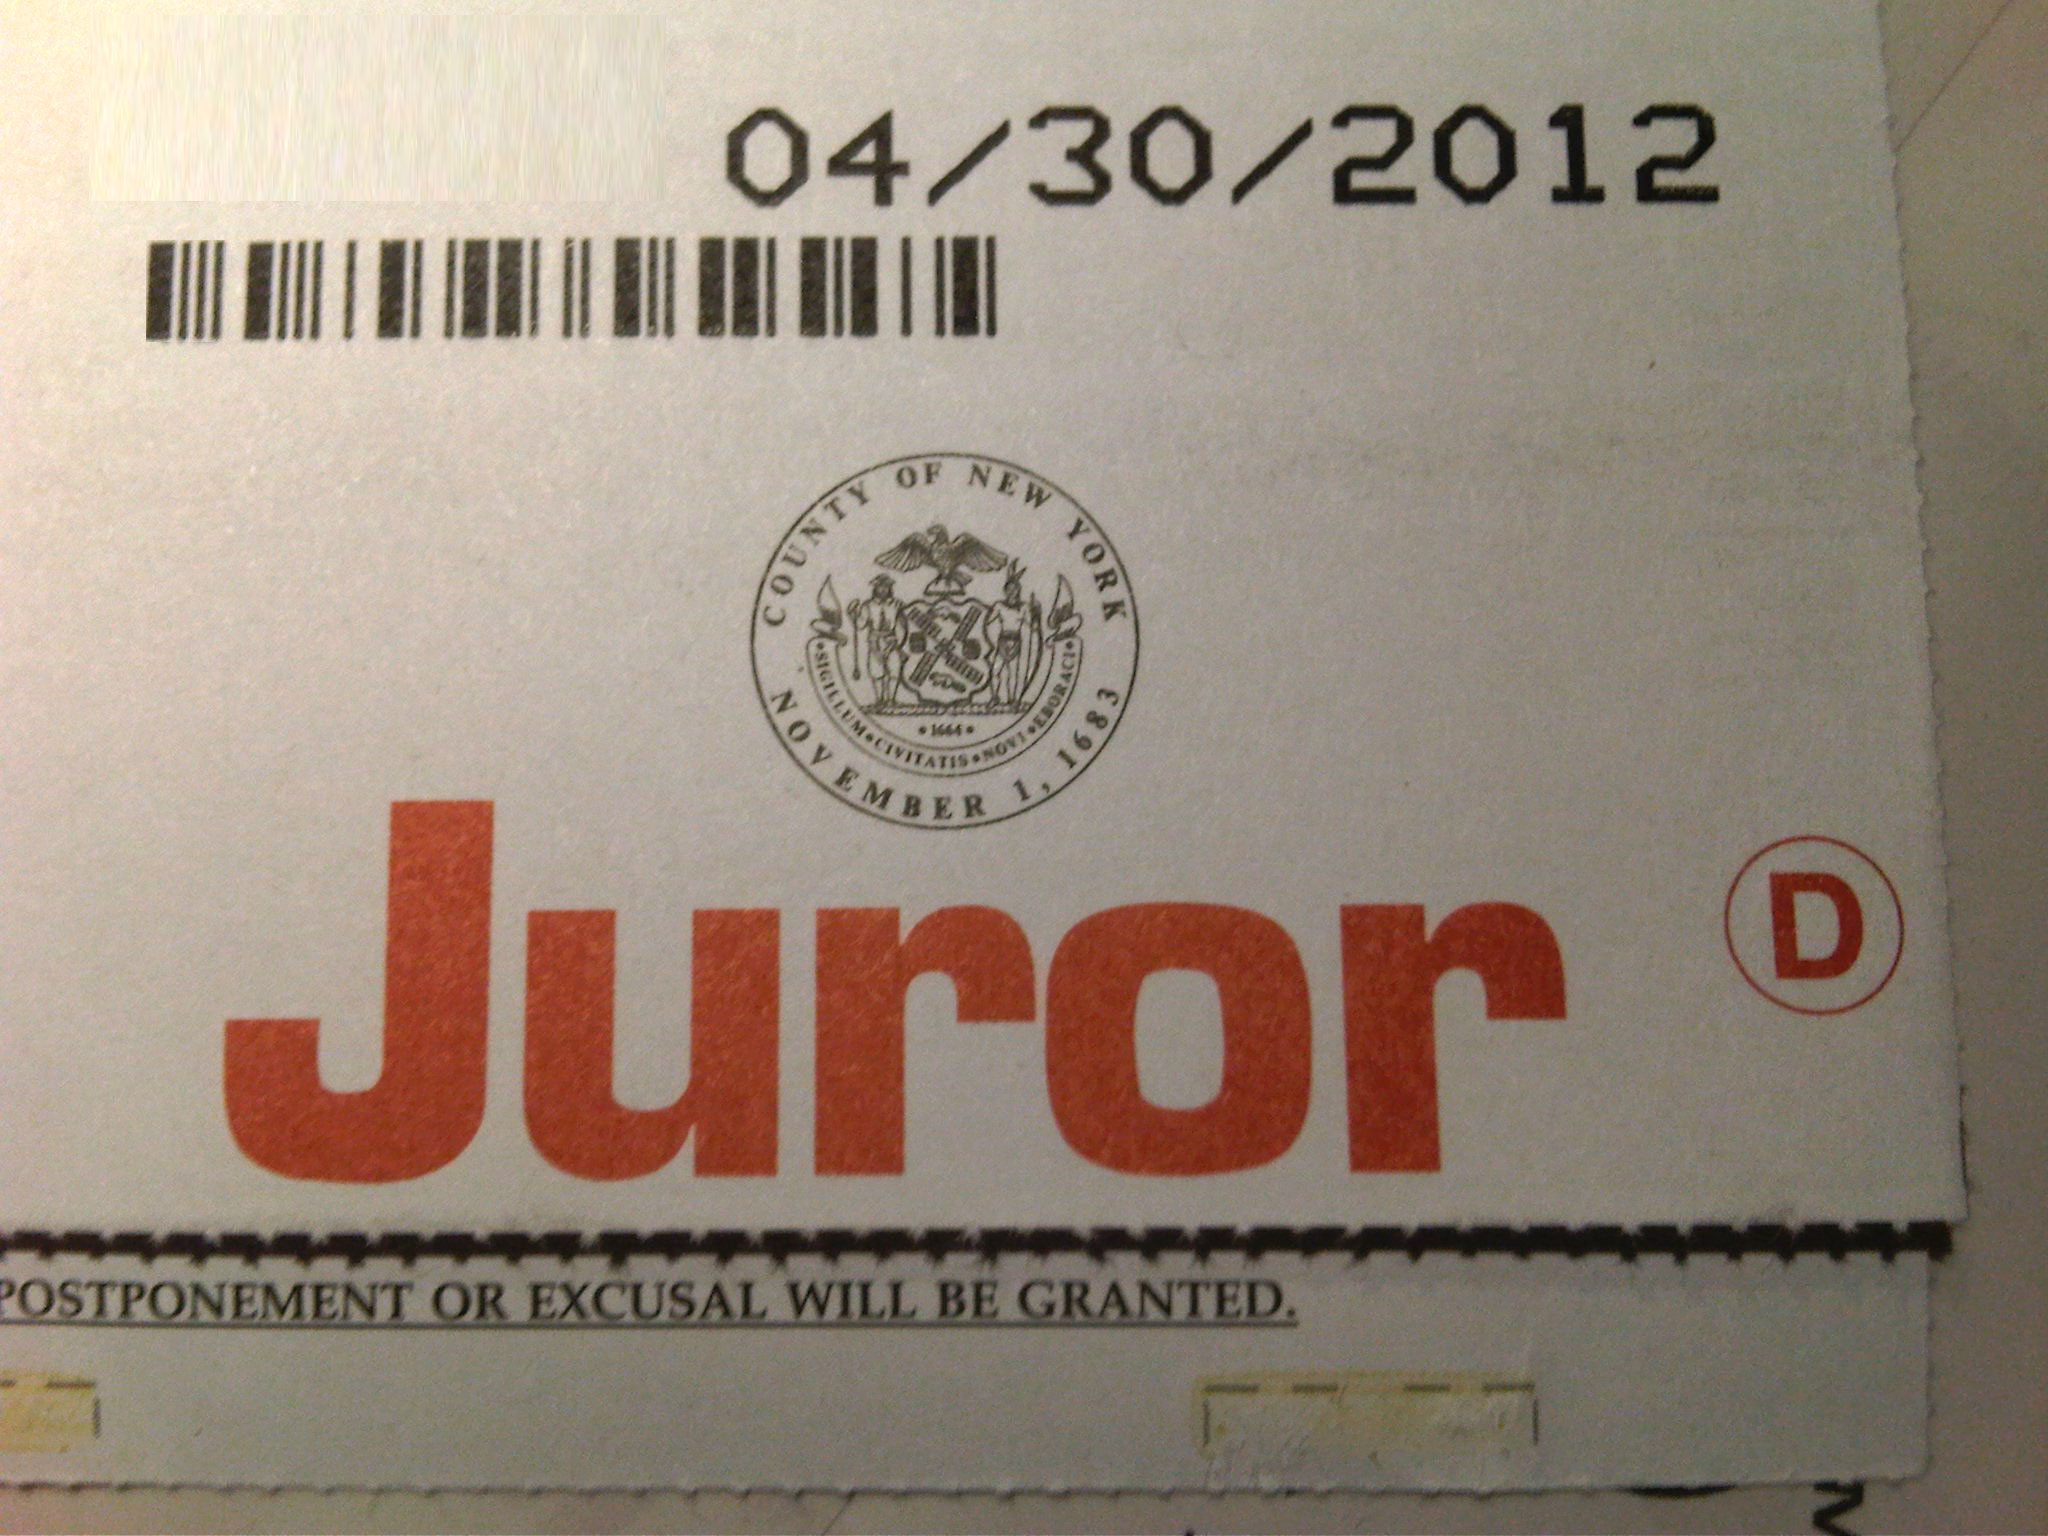 04/30/2012
COUNTY OF NEW YORK
SIGILLUM • CIVITATIS • NOVI • EBORACI
• 1664 •
NOVEMBER 1, 1683
Juror
D
POSTPONEMENT OR EXCUSAL WILL BE GRANTED.